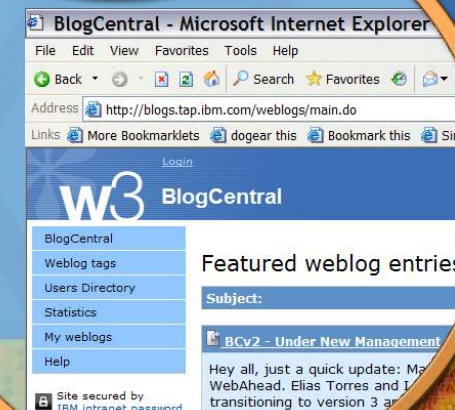 BlogCentral - Microsoft Internet Explorer
File Edit View Favorites Tools Help
Back Search Favorites
Address http://blogs.tap.ibm.com/weblogs/main.do
Links More Bookmarklets dogear this Bookmark this
Login
w3 BlogCentral
BlogCentral
Weblog tags
Users Directory
Statistics
My weblogs
Help
Site secured by
IBM intranet password
Featured weblog entries
Subject:
BCv2 - Under New Management
Hey all, just a quick update:
WebAhead. Elias Torres and I
transitioning to version 3